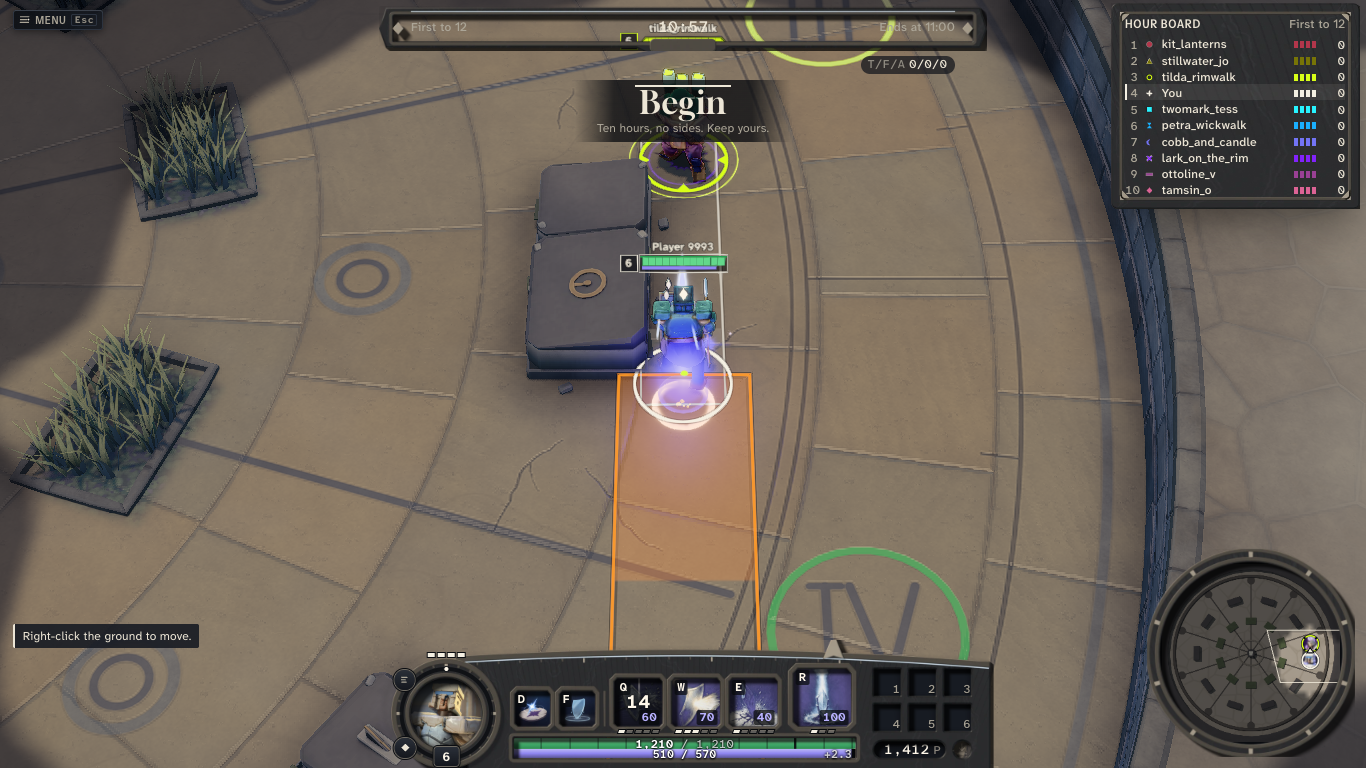 MENU Esc
First to 12
10:57
Ends at 11:00
tilda_rimwalk
6
T/F/A 0/0/0
Begin
Ten hours, no sides. Keep yours.
HOUR BOARD First to 12
1 kit_lanterns 0
2 stillwater_jo 0
3 tilda_rimwalk 0
4 You 0
5 twomark_tess 0
6 petra_wickwalk 0
7 cobb_and_candle 0
8 lark_on_the_rim 0
9 ottoline_v 0
10 tamsin_o 0
Player 9993
6
IV
Right-click the ground to move.
D
F
Q 14 60
W 70
E 40
R 100
1 2 3
4 5 6
1,210 / 1,210
510 / 570 +2.3
6
1,412 P